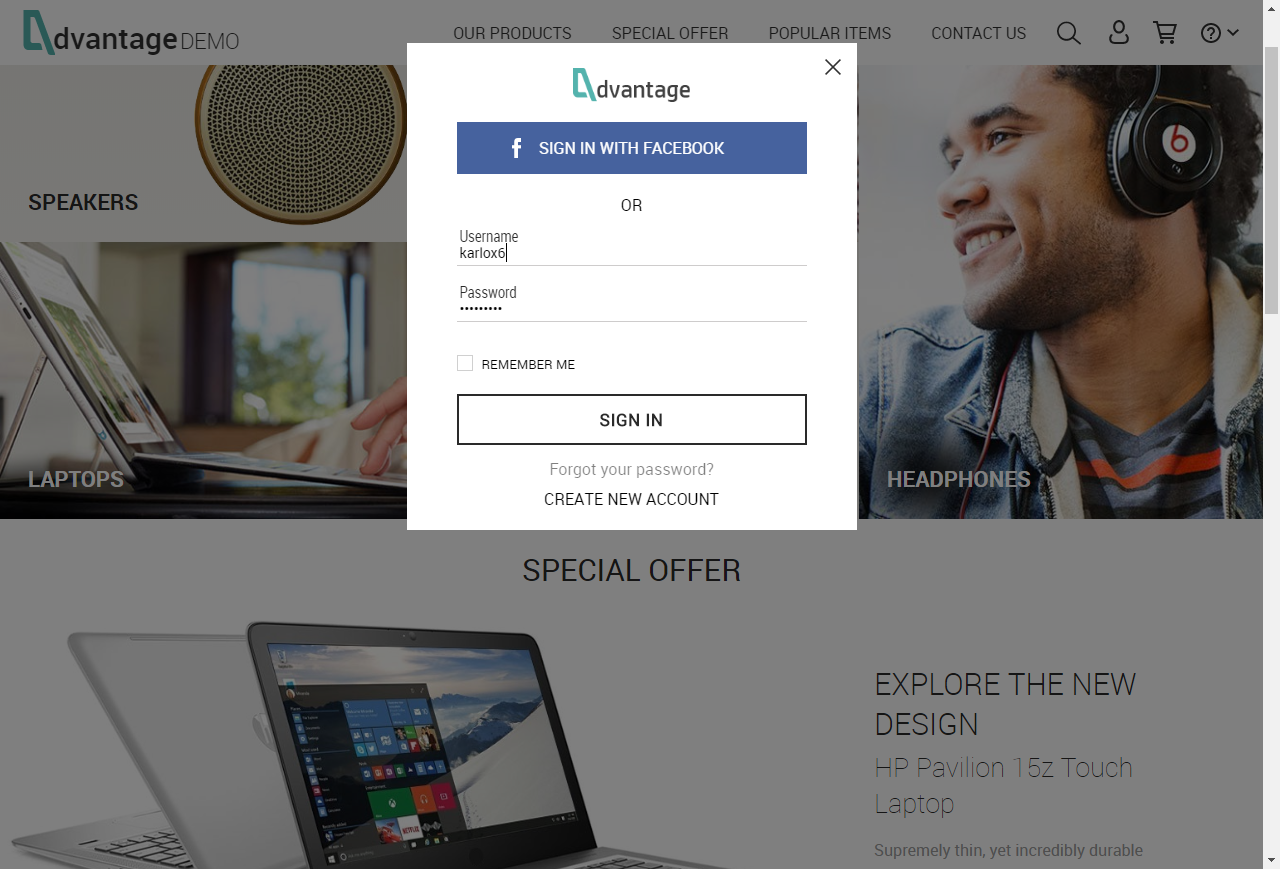 dvantage DEMO
OUR PRODUCTS
SPECIAL OFFER
POPULAR ITEMS
CONTACT US
dvantage
SIGN IN WITH FACEBOOK
OR
Username
karlox6
Password
•••••••••
REMEMBER ME
SIGN IN
Forgot your password?
CREATE NEW ACCOUNT
SPEAKERS
LAPTOPS
HEADPHONES
SPECIAL OFFER
EXPLORE THE NEW
DESIGN
HP Pavilion 15z Touch
Laptop
Supremely thin, yet incredibly durable